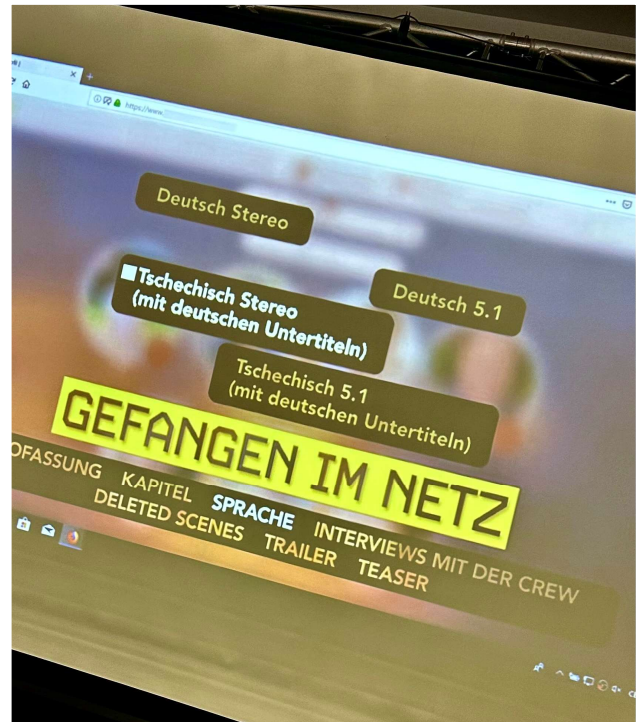 https://www
Deutsch Stereo
Deutsch 5.1
Tschechisch Stereo
(mit deutschen Untertiteln)
Tschechisch 5.1
(mit deutschen Untertiteln)
GEFANGEN IM NETZ
OFASSUNG KAPITEL SPRACHE INTERVIEWS MIT DER CREW
DELETED SCENES TRAILER TEASER